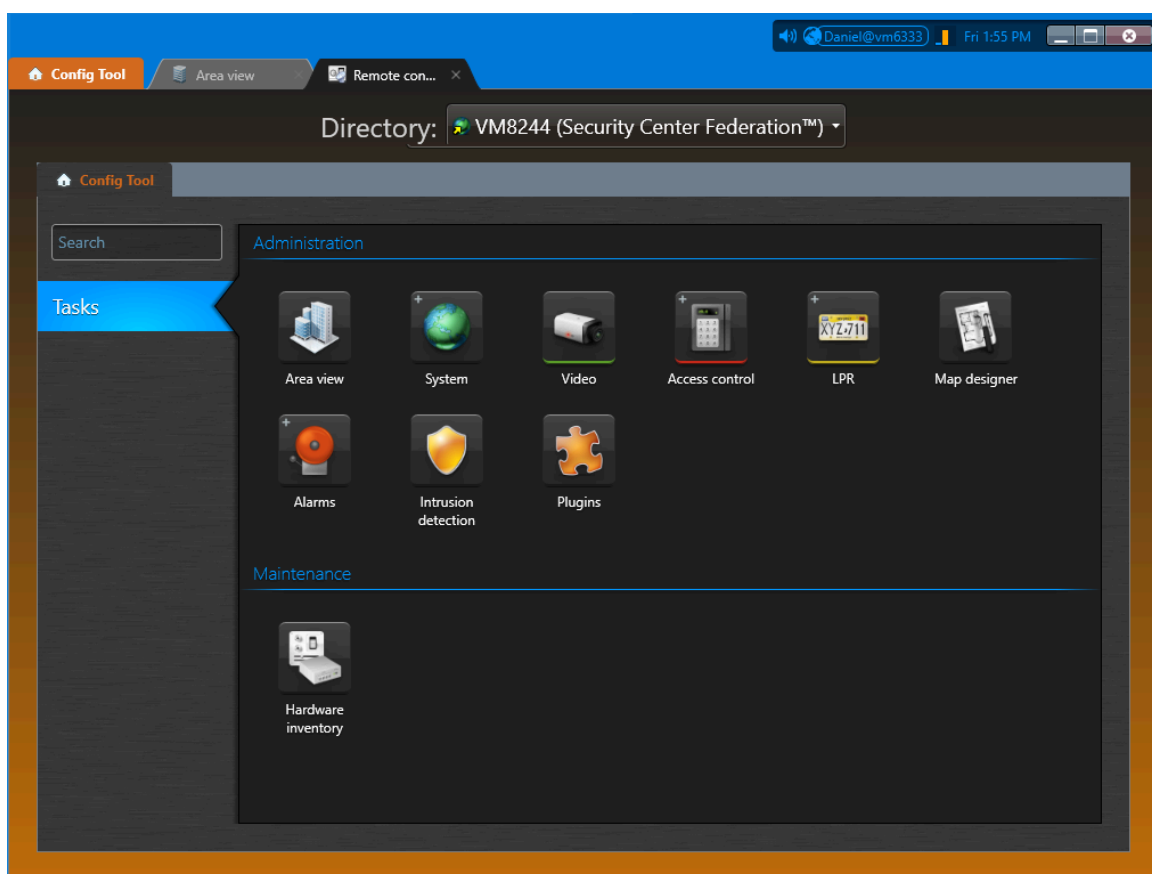 Daniel@vm6333 Fri 1:55 PM
Config Tool Area view Remote con...
Directory: VM8244 (Security Center Federation™)
Config Tool
Search
Administration
Tasks
XYZ•711
Area view System Video Access control LPR Map designer
Alarms Intrusion detection Plugins
Maintenance
Hardware
inventory